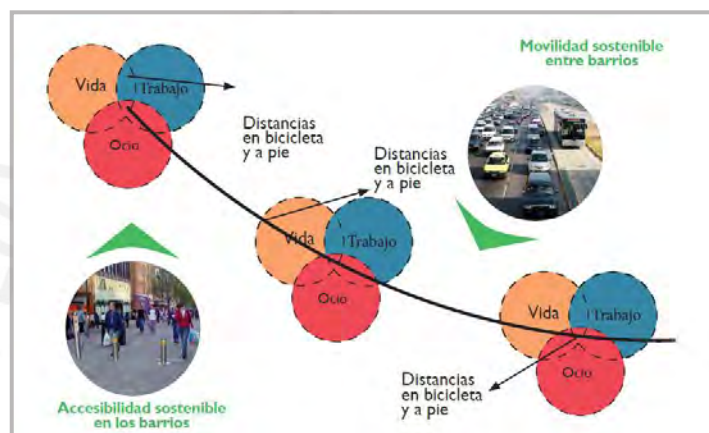 Movilidad sostenible
entre barrios
Vida
Trabajo
Ocio
Distancias
en bicicleta
y a pie
Distancias
en bicicleta
y a pie
Vida
Trabajo
Ocio
Vida
Trabajo
Ocio
Distancias
en bicicleta
y a pie
Accesibilidad sostenible
en los barrios